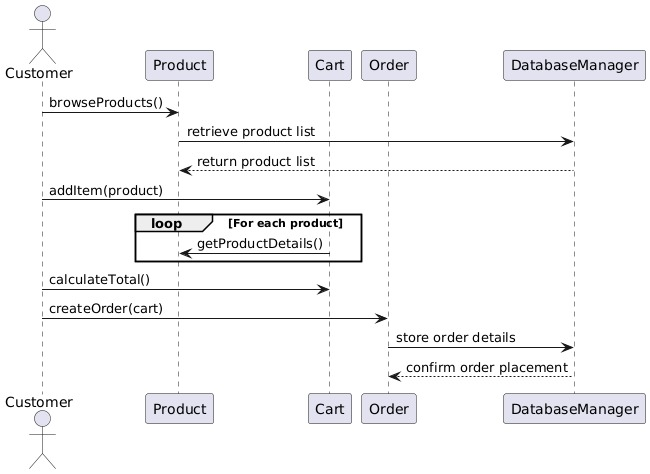 Customer
Product
Cart
Order
DatabaseManager
browseProducts()
retrieve product list
return product list
addItem(product)
loop
[For each product]
getProductDetails()
calculateTotal()
createOrder(cart)
store order details
confirm order placement
Customer
Product
Cart
Order
DatabaseManager